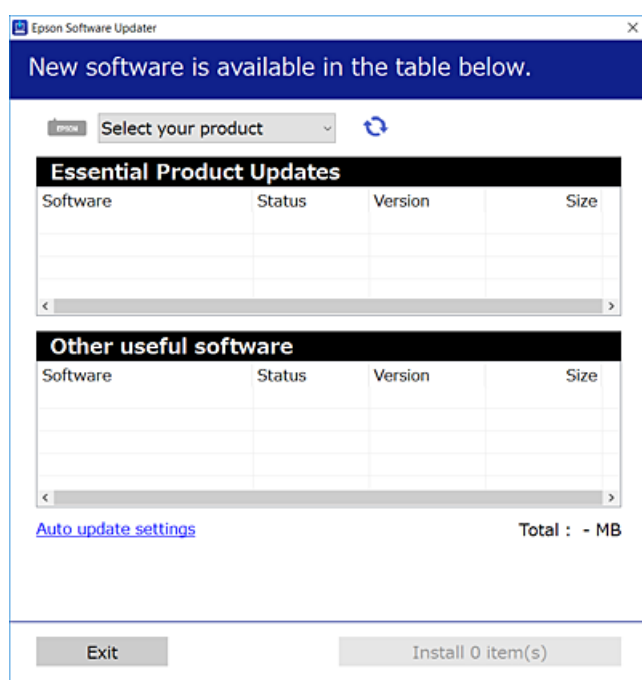 Epson Software Updater
New software is available in the table below.
EPSON Select your product
Essential Product Updates
Software Status Version Size
Other useful software
Software Status Version Size
Auto update settings Total : - MB
Exit Install 0 item(s)